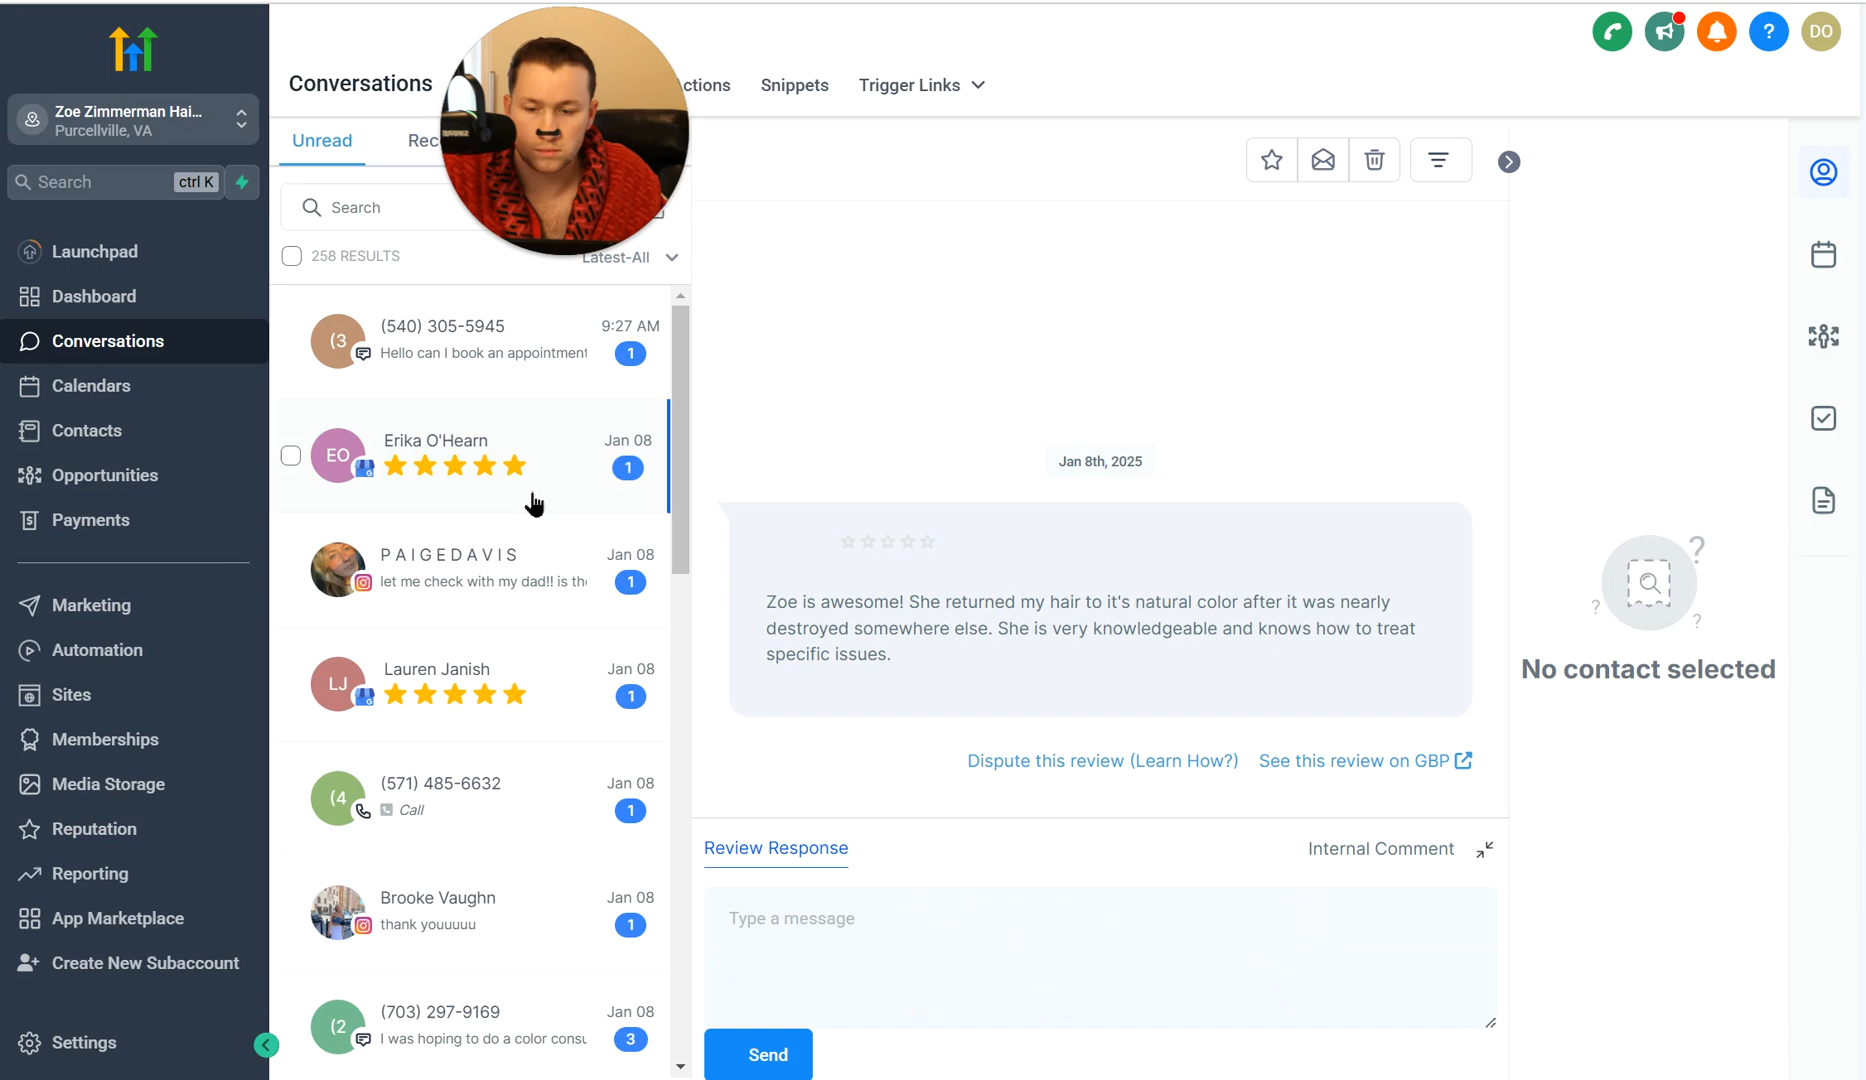 Zoe Zimmerman Hai...
Purcellville, VA
Search
ctrl K
Launchpad
Dashboard
Conversations
Calendars
Contacts
Opportunities
Payments
Marketing
Automation
Sites
Memberships
Media Storage
Reputation
Reporting
App Marketplace
Create New Subaccount
Settings
Conversations
ctions
Snippets
Trigger Links
DO
Unread
Rec
Search
258 RESULTS
Latest-All
(3
(540) 305-5945
9:27 AM
Hello can I book an appointment
1
EO
Erika O'Hearn
Jan 08
1
P A I G E D A V I S
Jan 08
let me check with my dad!! is the
1
LJ
Lauren Janish
Jan 08
1
(4
(571) 485-6632
Jan 08
Call
1
Brooke Vaughn
Jan 08
thank youuuuu
1
(2
(703) 297-9169
Jan 08
I was hoping to do a color consu
3
Jan 8th, 2025
Zoe is awesome! She returned my hair to it's natural color after it was nearly
destroyed somewhere else. She is very knowledgeable and knows how to treat
specific issues.
Dispute this review (Learn How?)
See this review on GBP
Review Response
Internal Comment
Type a message
Send
No contact selected